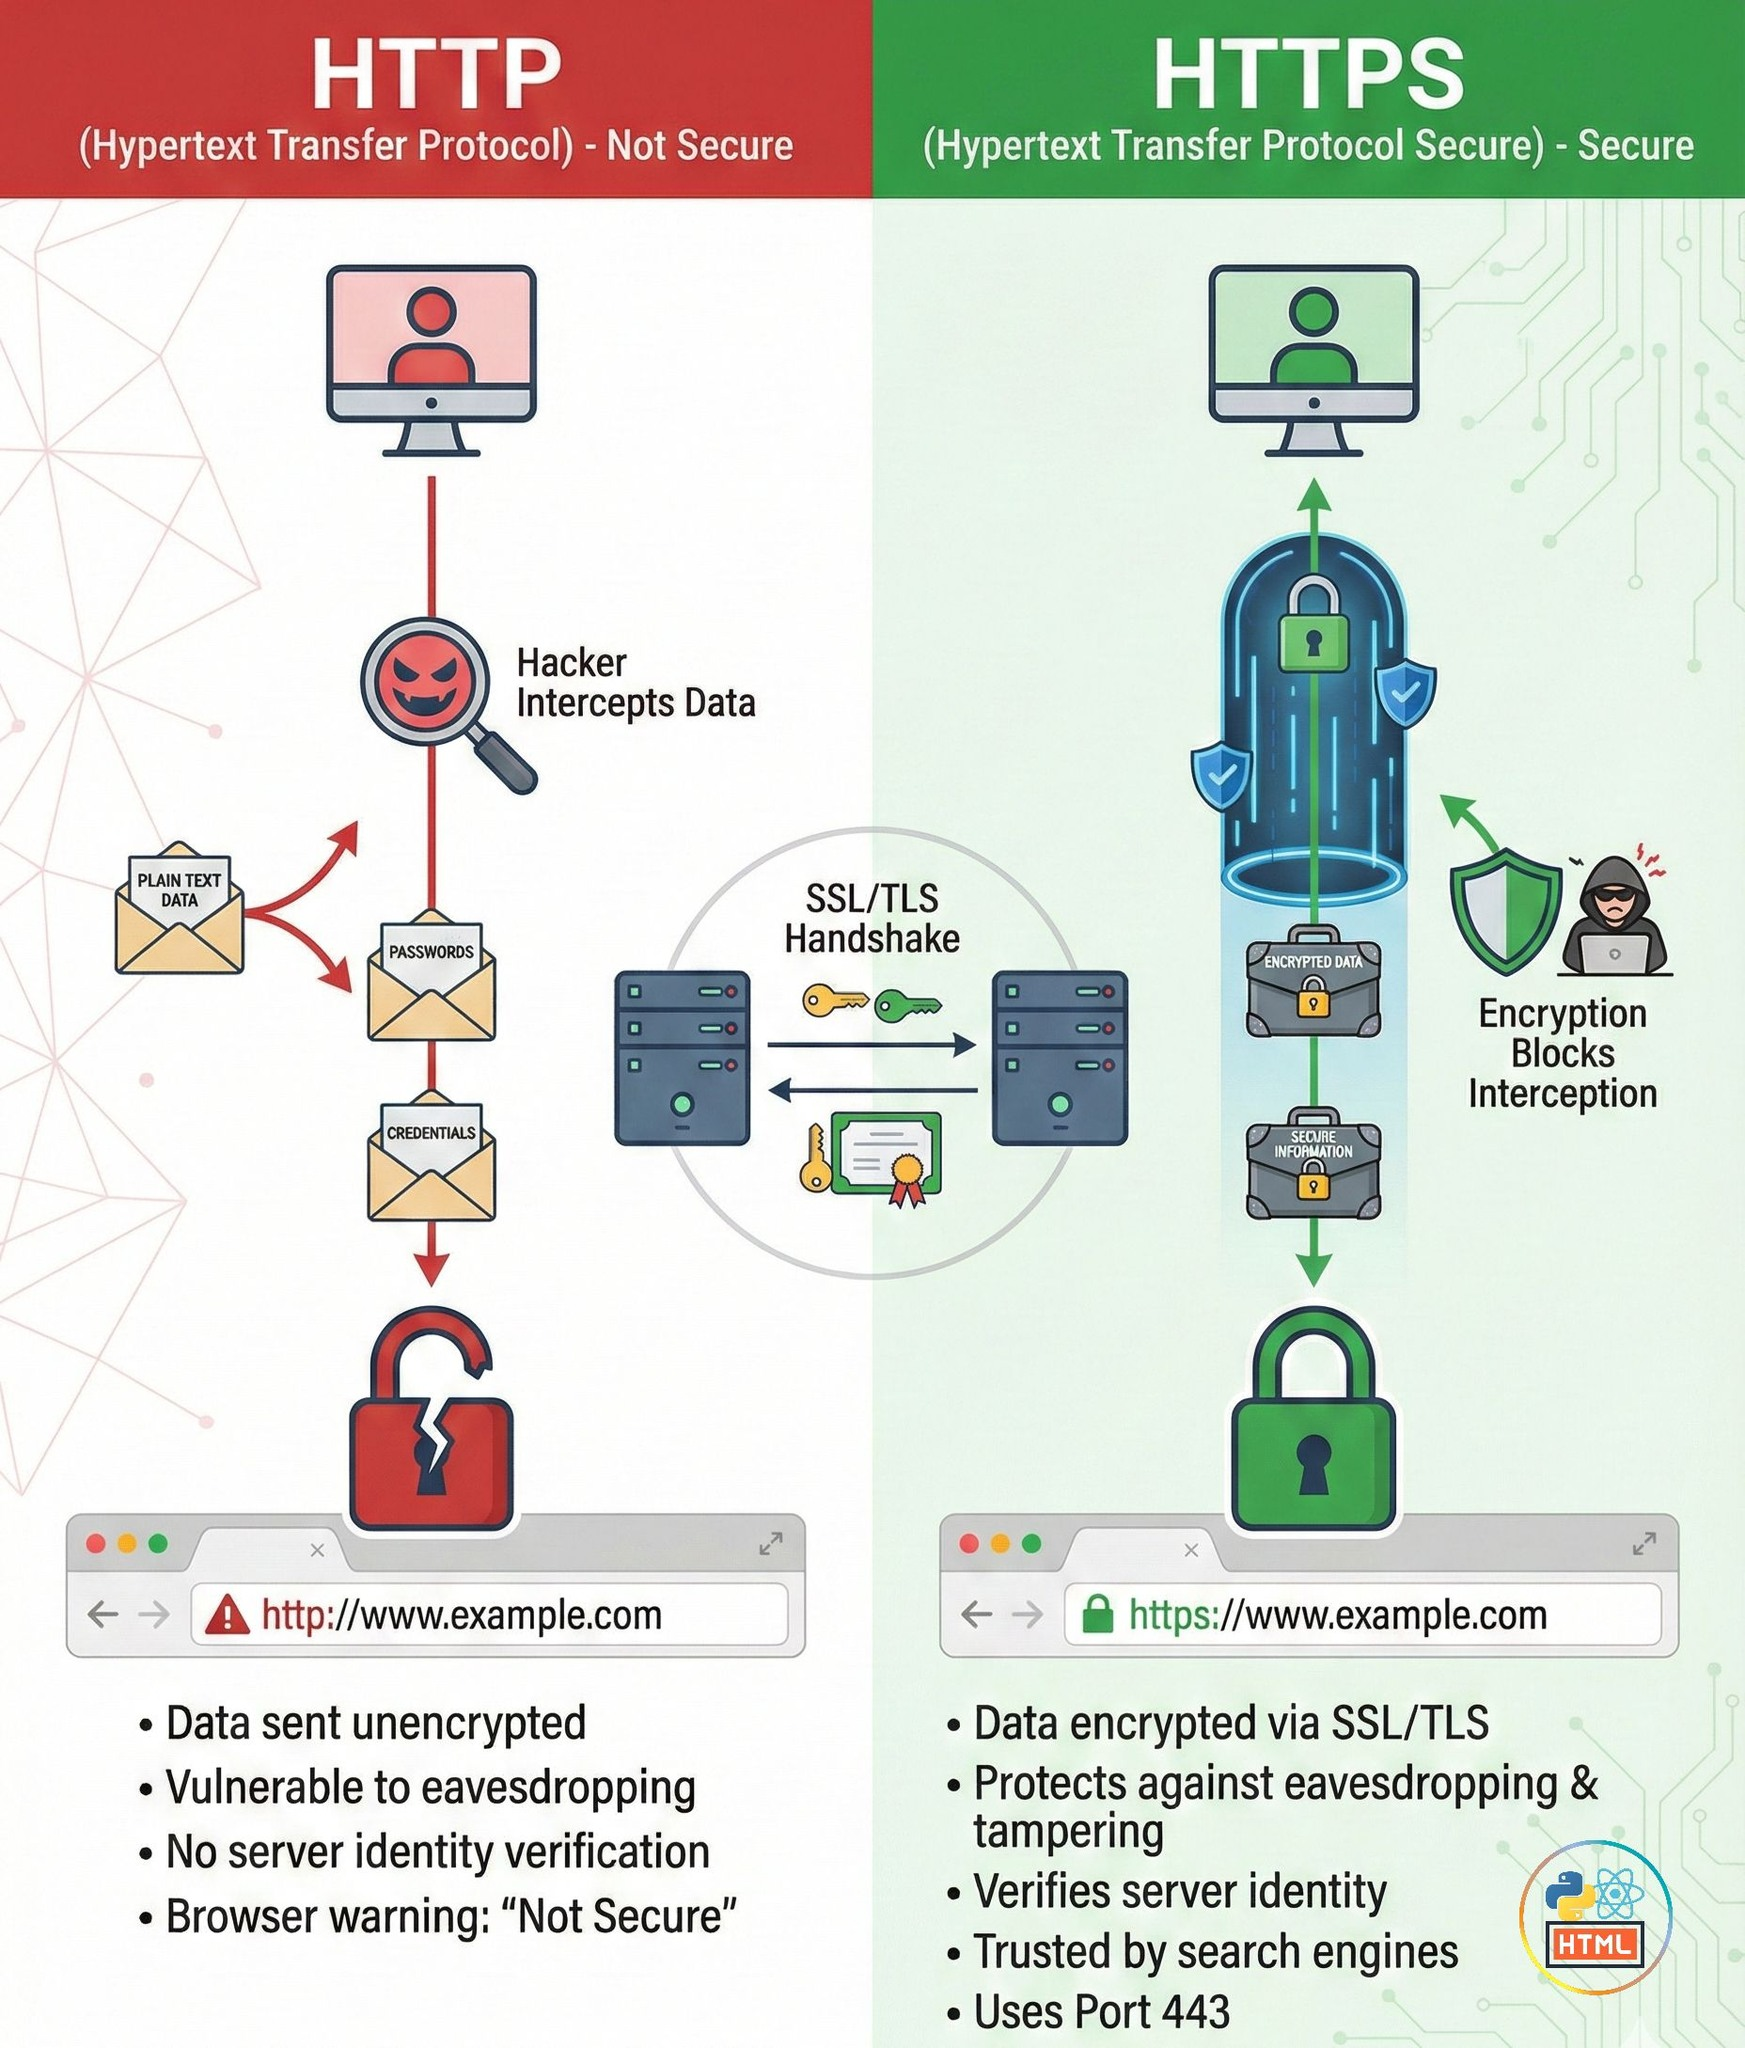 HTTP
(Hypertext Transfer Protocol) - Not Secure
Hacker
Intercepts Data
PLAIN TEXT
DATA
PASSWORDS
CREDENTIALS
http://www.example.com
• Data sent unencrypted
• Vulnerable to eavesdropping
• No server identity verification
• Browser warning: “Not Secure”
SSL/TLS
Handshake
HTTPS
(Hypertext Transfer Protocol Secure) - Secure
ENCRYPTED DATA
SECURE
INFORMATION
Encryption
Blocks
Interception
https://www.example.com
• Data encrypted via SSL/TLS
• Protects against eavesdropping &
tampering
• Verifies server identity
• Trusted by search engines
• Uses Port 443
HTML